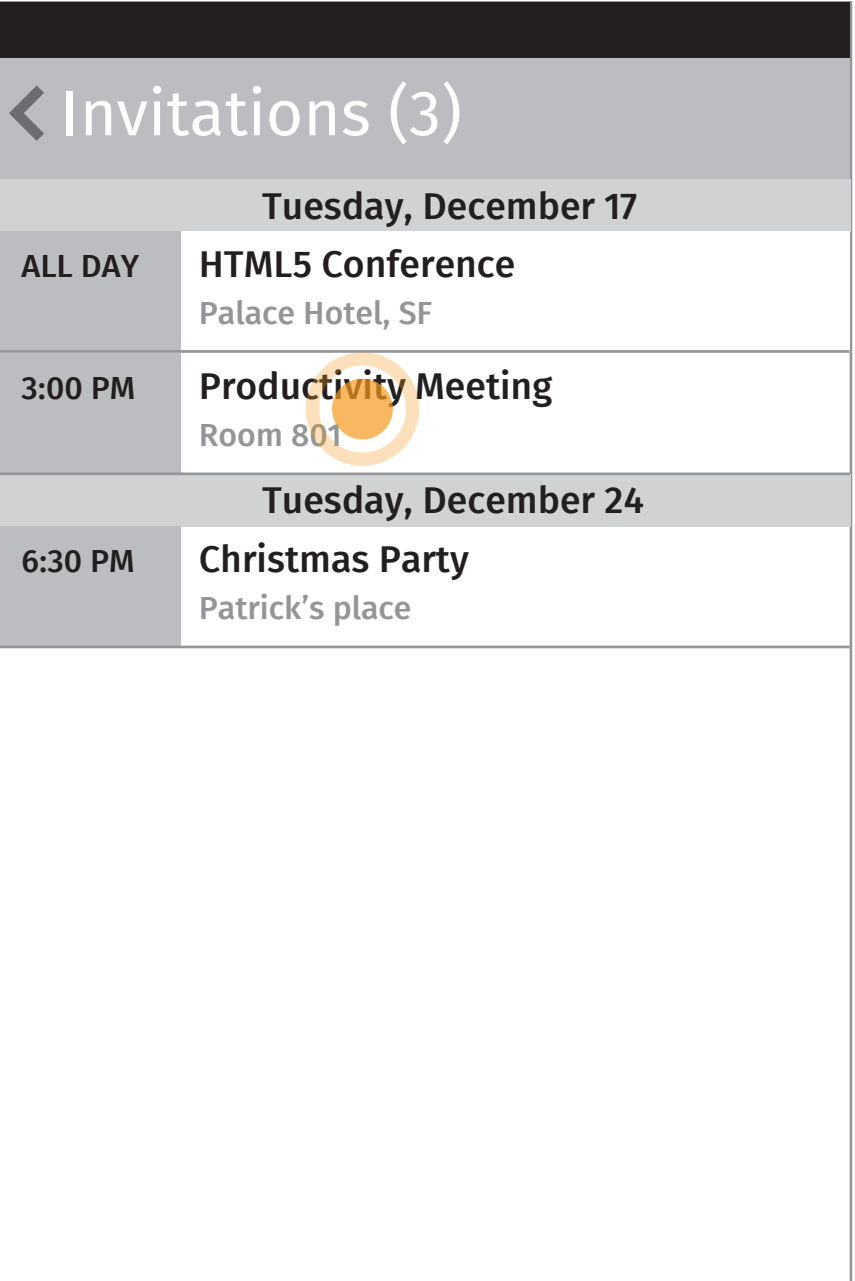 Invitations (3)
Tuesday, December 17
ALL DAY
HTML5 Conference
Palace Hotel, SF
3:00 PM
Productivity Meeting
Room 801
Tuesday, December 24
6:30 PM
Christmas Party
Patrick’s place